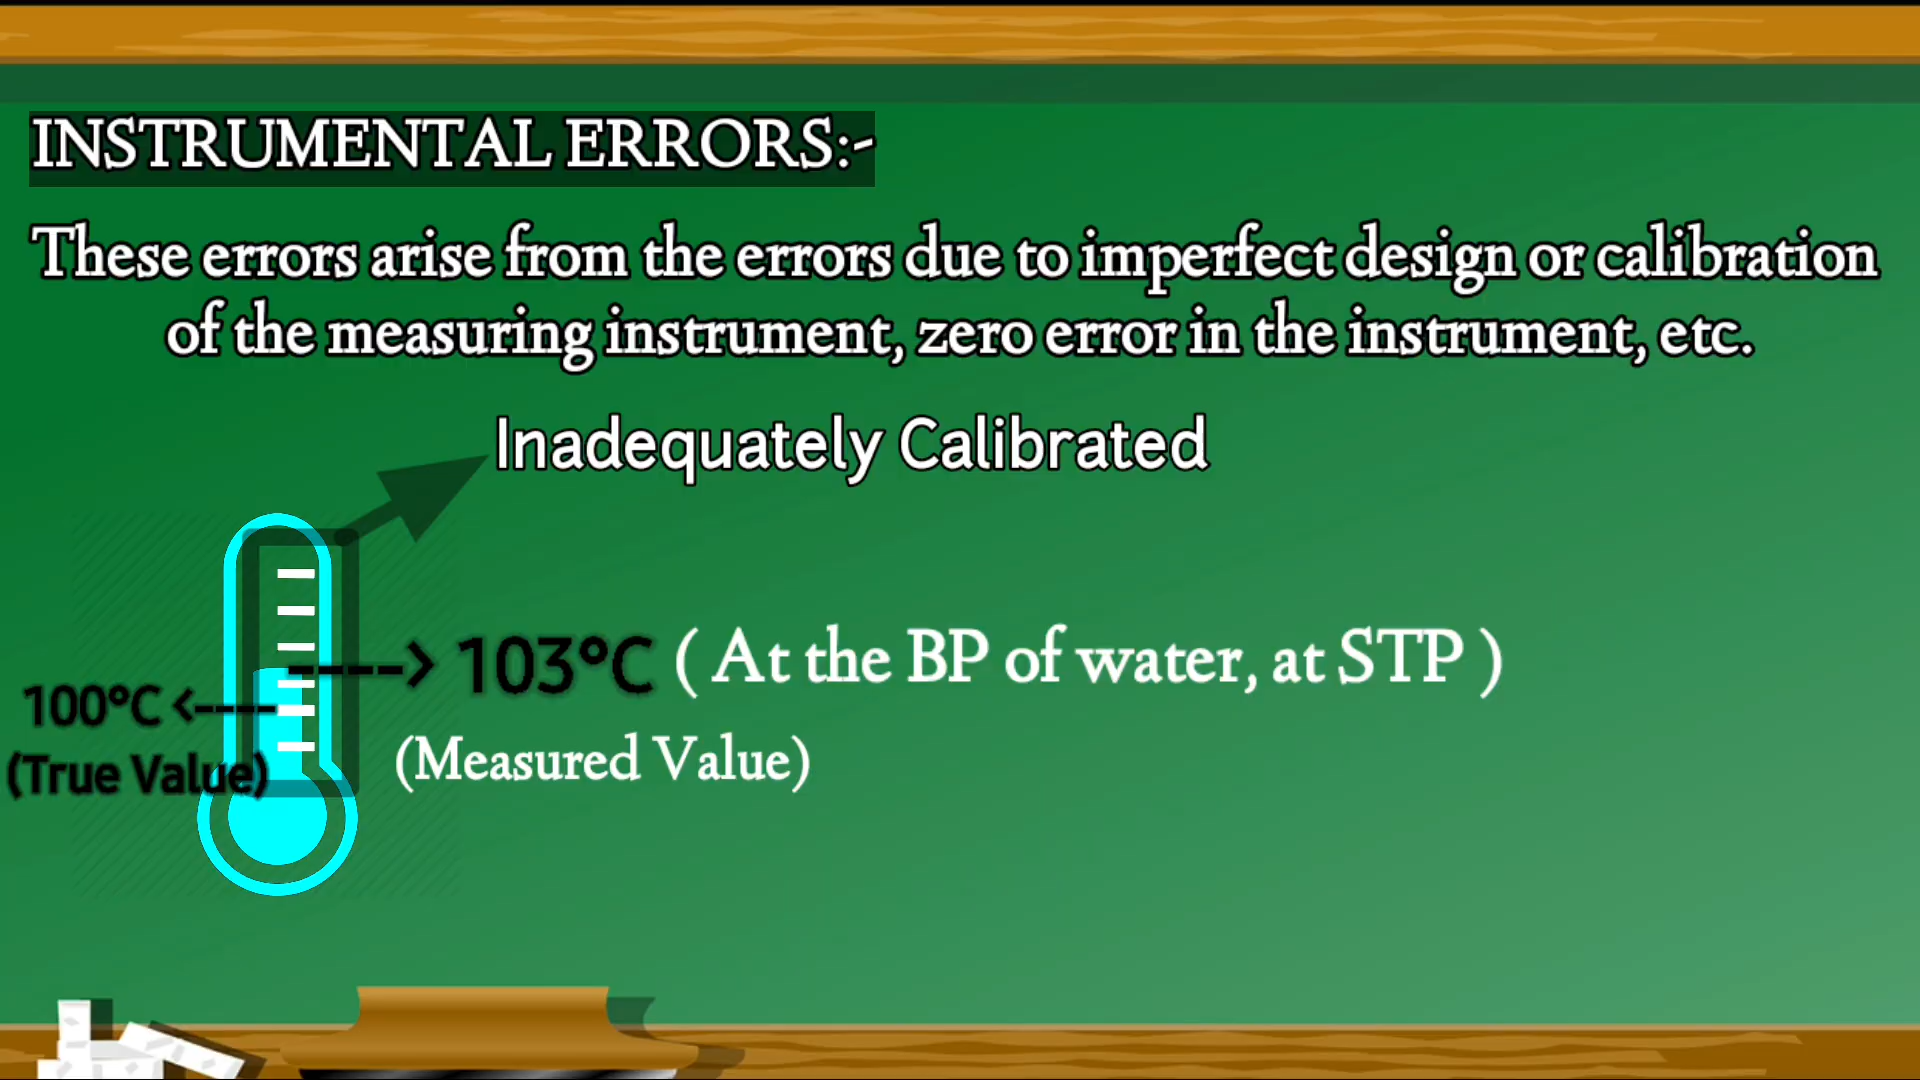 INSTRUMENTAL ERRORS:-
These errors arise from the errors due to imperfect design or calibration
of the measuring instrument, zero error in the instrument, etc.
Inadequately Calibrated
----> 103°C ( At the BP of water, at STP )
100°C <----
(True Value)
(Measured Value)